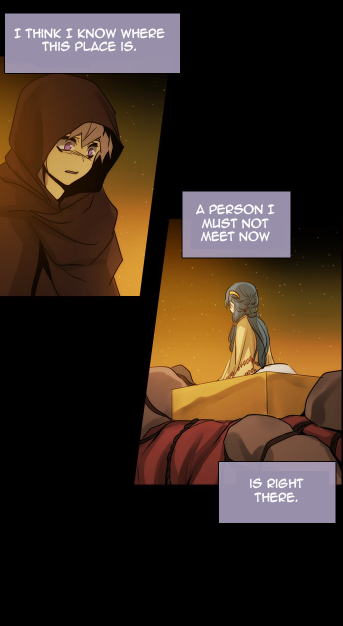 I THINK I KNOW WHERE
THIS PLACE IS.
A PERSON I
MUST NOT
MEET NOW
IS RIGHT
THERE.